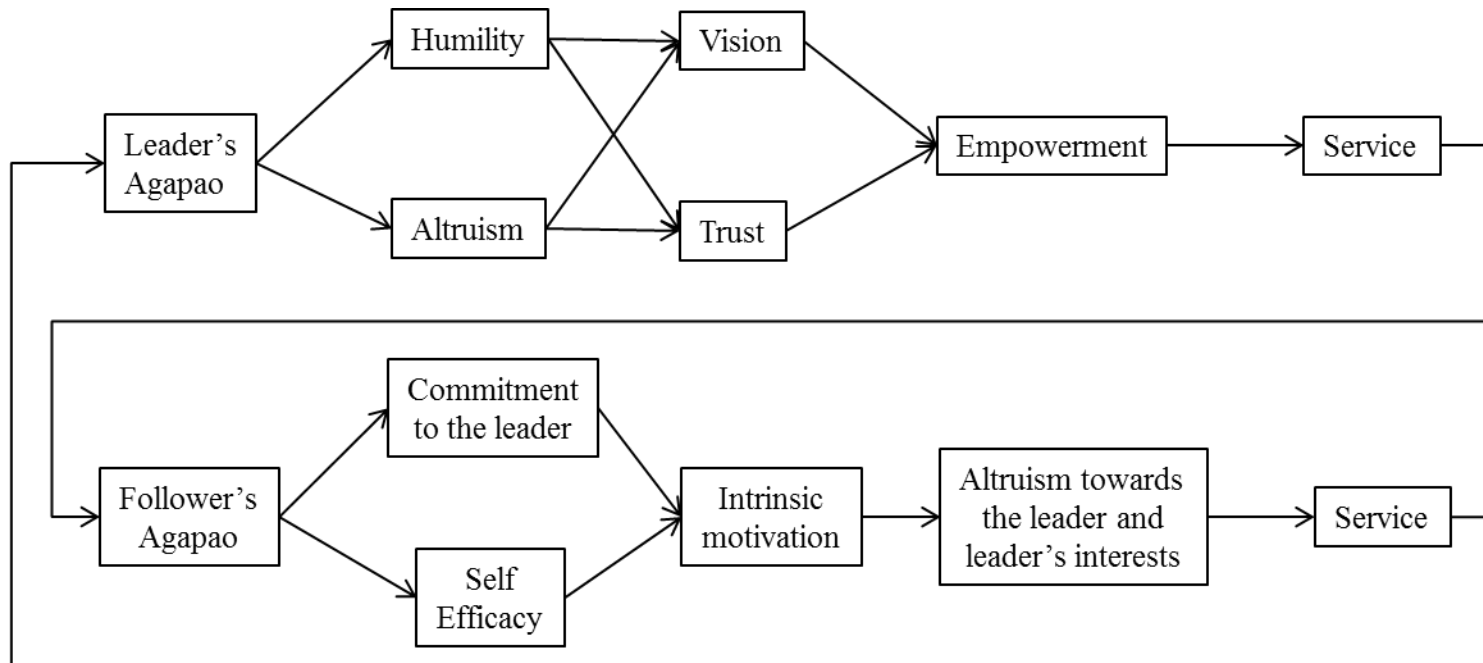 Humility
Vision
Leader’s
Agapao
Empowerment
Service
Altruism
Trust
Commitment
to the leader
Follower’s
Agapao
Intrinsic
motivation
Altruism towards
the leader and
leader’s interests
Service
Self
Efficacy